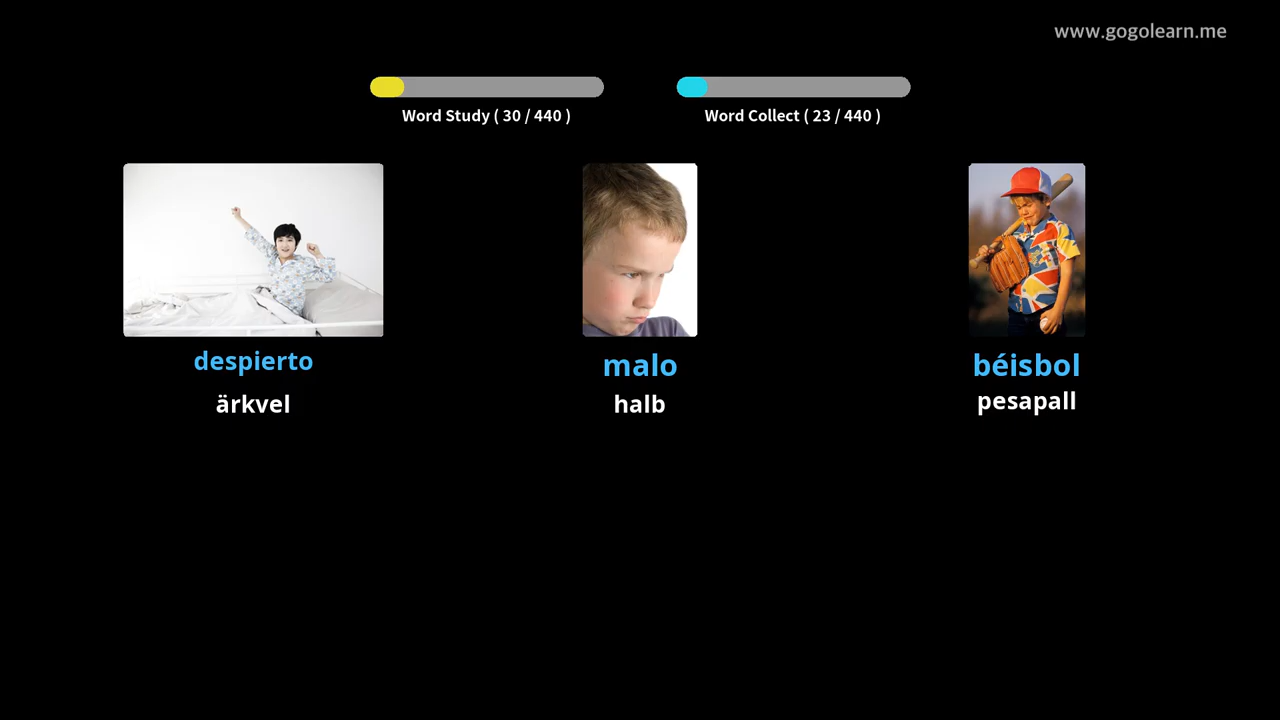 www.gogolearn.me
Word Study ( 30 / 440 )
Word Collect ( 23 / 440 )
despierto
ärkvel
malo
halb
béisbol
pesapall